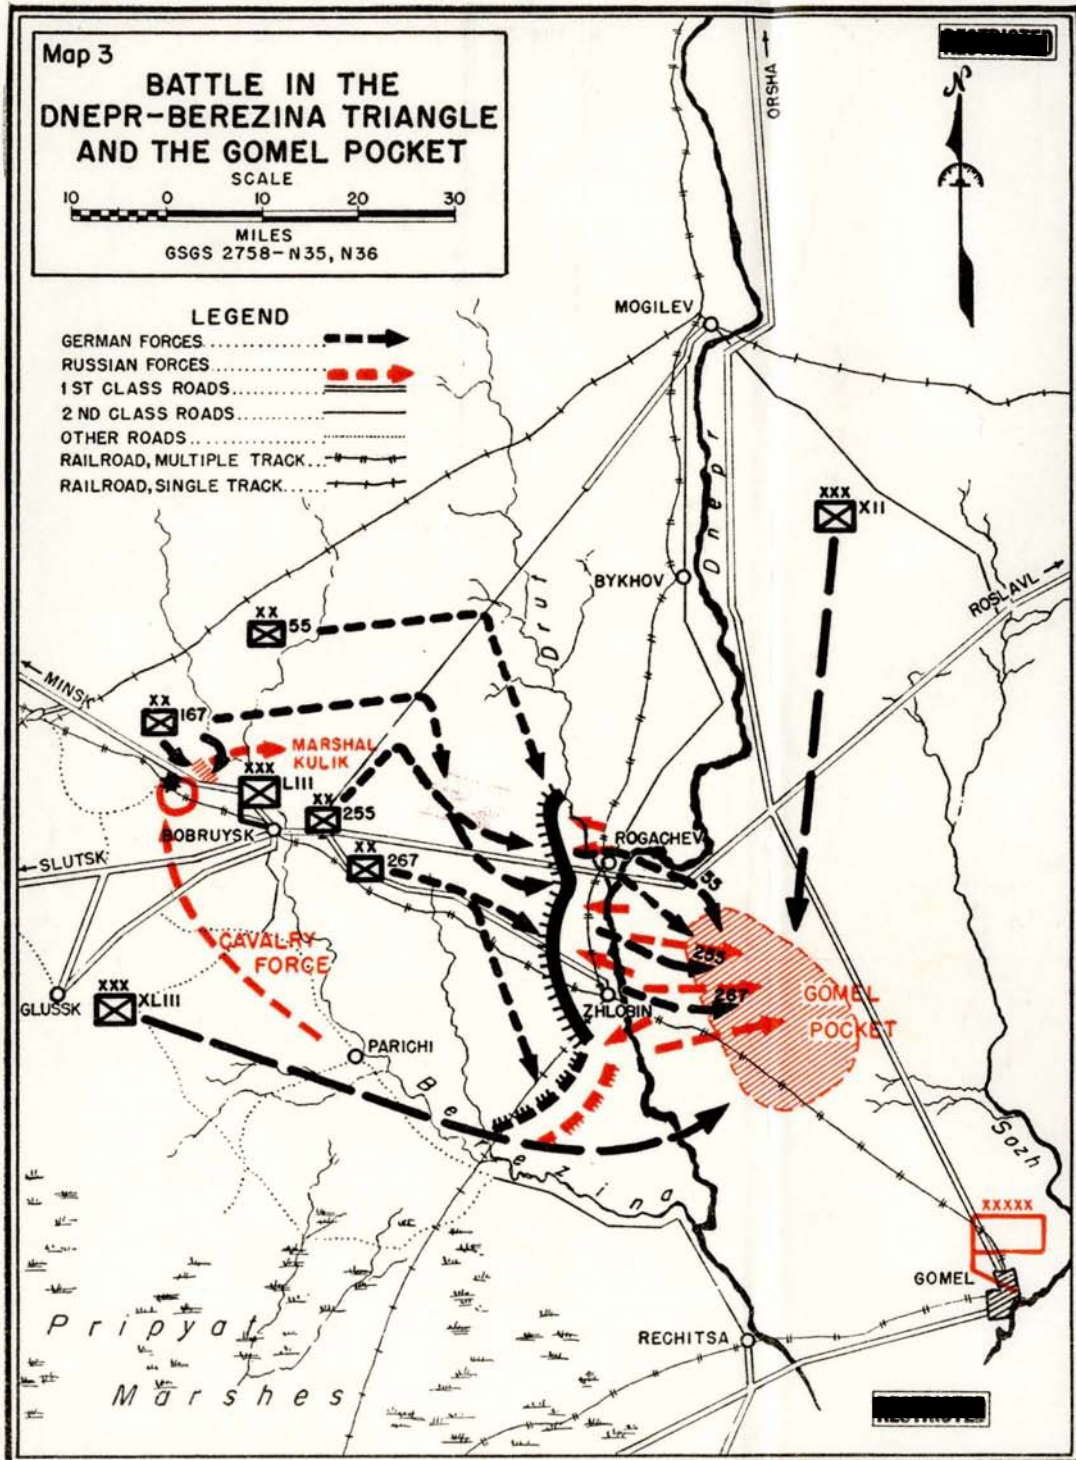 Map 3
BATTLE IN THE
DNEPR-BEREZINA TRIANGLE
AND THE GOMEL POCKET
SCALE
10 0 10 20 30
MILES
GSGS 2758-N35, N36
LEGEND
GERMAN FORCES
RUSSIAN FORCES
1ST CLASS ROADS
2ND CLASS ROADS
OTHER ROADS
RAILROAD, MULTIPLE TRACK
RAILROAD, SINGLE TRACK
N
ORSHA
MOGILEV
XXX
XII
Dnepr
BYKHOV
ROSLAVL
Drut
XX
55
MINSK
XX
167
MARSHAL
KULIK
XXX
LIII
XX
255
BOBRUYSK
ROGACHEV
XX
267
SLUTSK
55
CAVALRY
FORCE
255
267
GOMEL
POCKET
XXX
XLIII
GLUSSK
ZHLOBIN
PARICHI
Berezina
Sozh
XXXXX
GOMEL
RECHITSA
Pripyat
Marshes